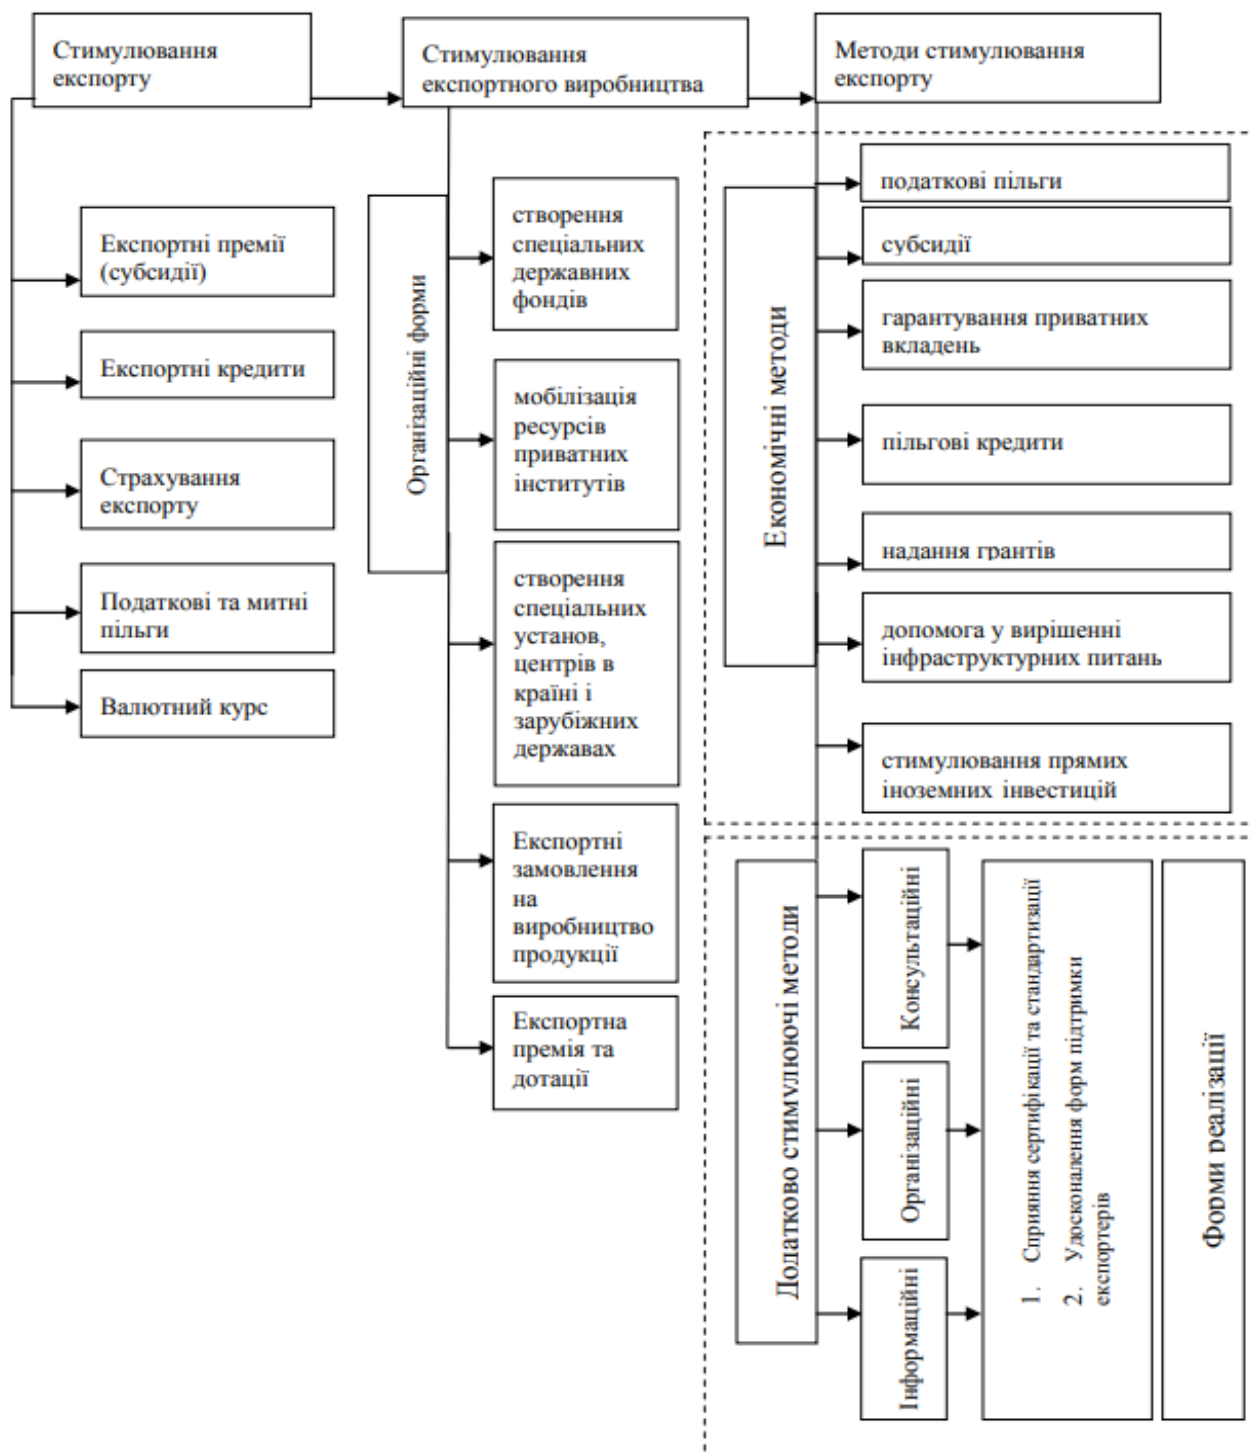 Стимулювання
експорту
Стимулювання
експортного виробництва
Методи стимулювання
експорту
Експортні премії
(субсидії)
Експортні кредити
Страхування
експорту
Податкові та митні
пільги
Валютний курс
Організаційні форми
створення
спеціальних
державних
фондів
мобілізація
ресурсів
приватних
інститутів
створення
спеціальних
установ,
центрів в
країні і
зарубіжних
державах
Експортні
замовлення
на
виробництво
продукції
Експортна
премія та
дотації
Економічні методи
податкові пільги
субсидії
гарантування приватних
вкладень
пільгові кредити
надання грантів
допомога у вирішенні
інфраструктурних питань
стимулювання прямих
іноземних інвестицій
Додатково стимулюючі методи
Консультаційні
Організаційні
Інформаційні
1. Сприяння сертифікації та стандартизації
2. Удосконалення форм підтримки
експортерів
Форми реалізації